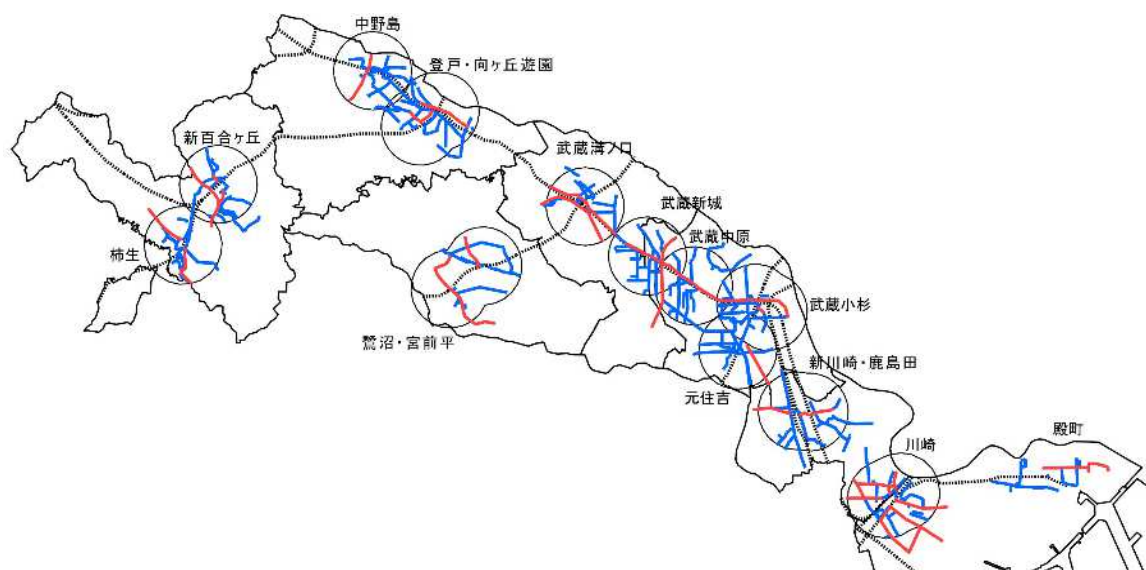 中野島
登戸・向ヶ丘遊園
新百合ヶ丘
武蔵溝ノ口
武蔵新城
武蔵中原
柿生
武蔵小杉
鷺沼・宮前平
新川崎・鹿島田
元住吉
殿町
川崎